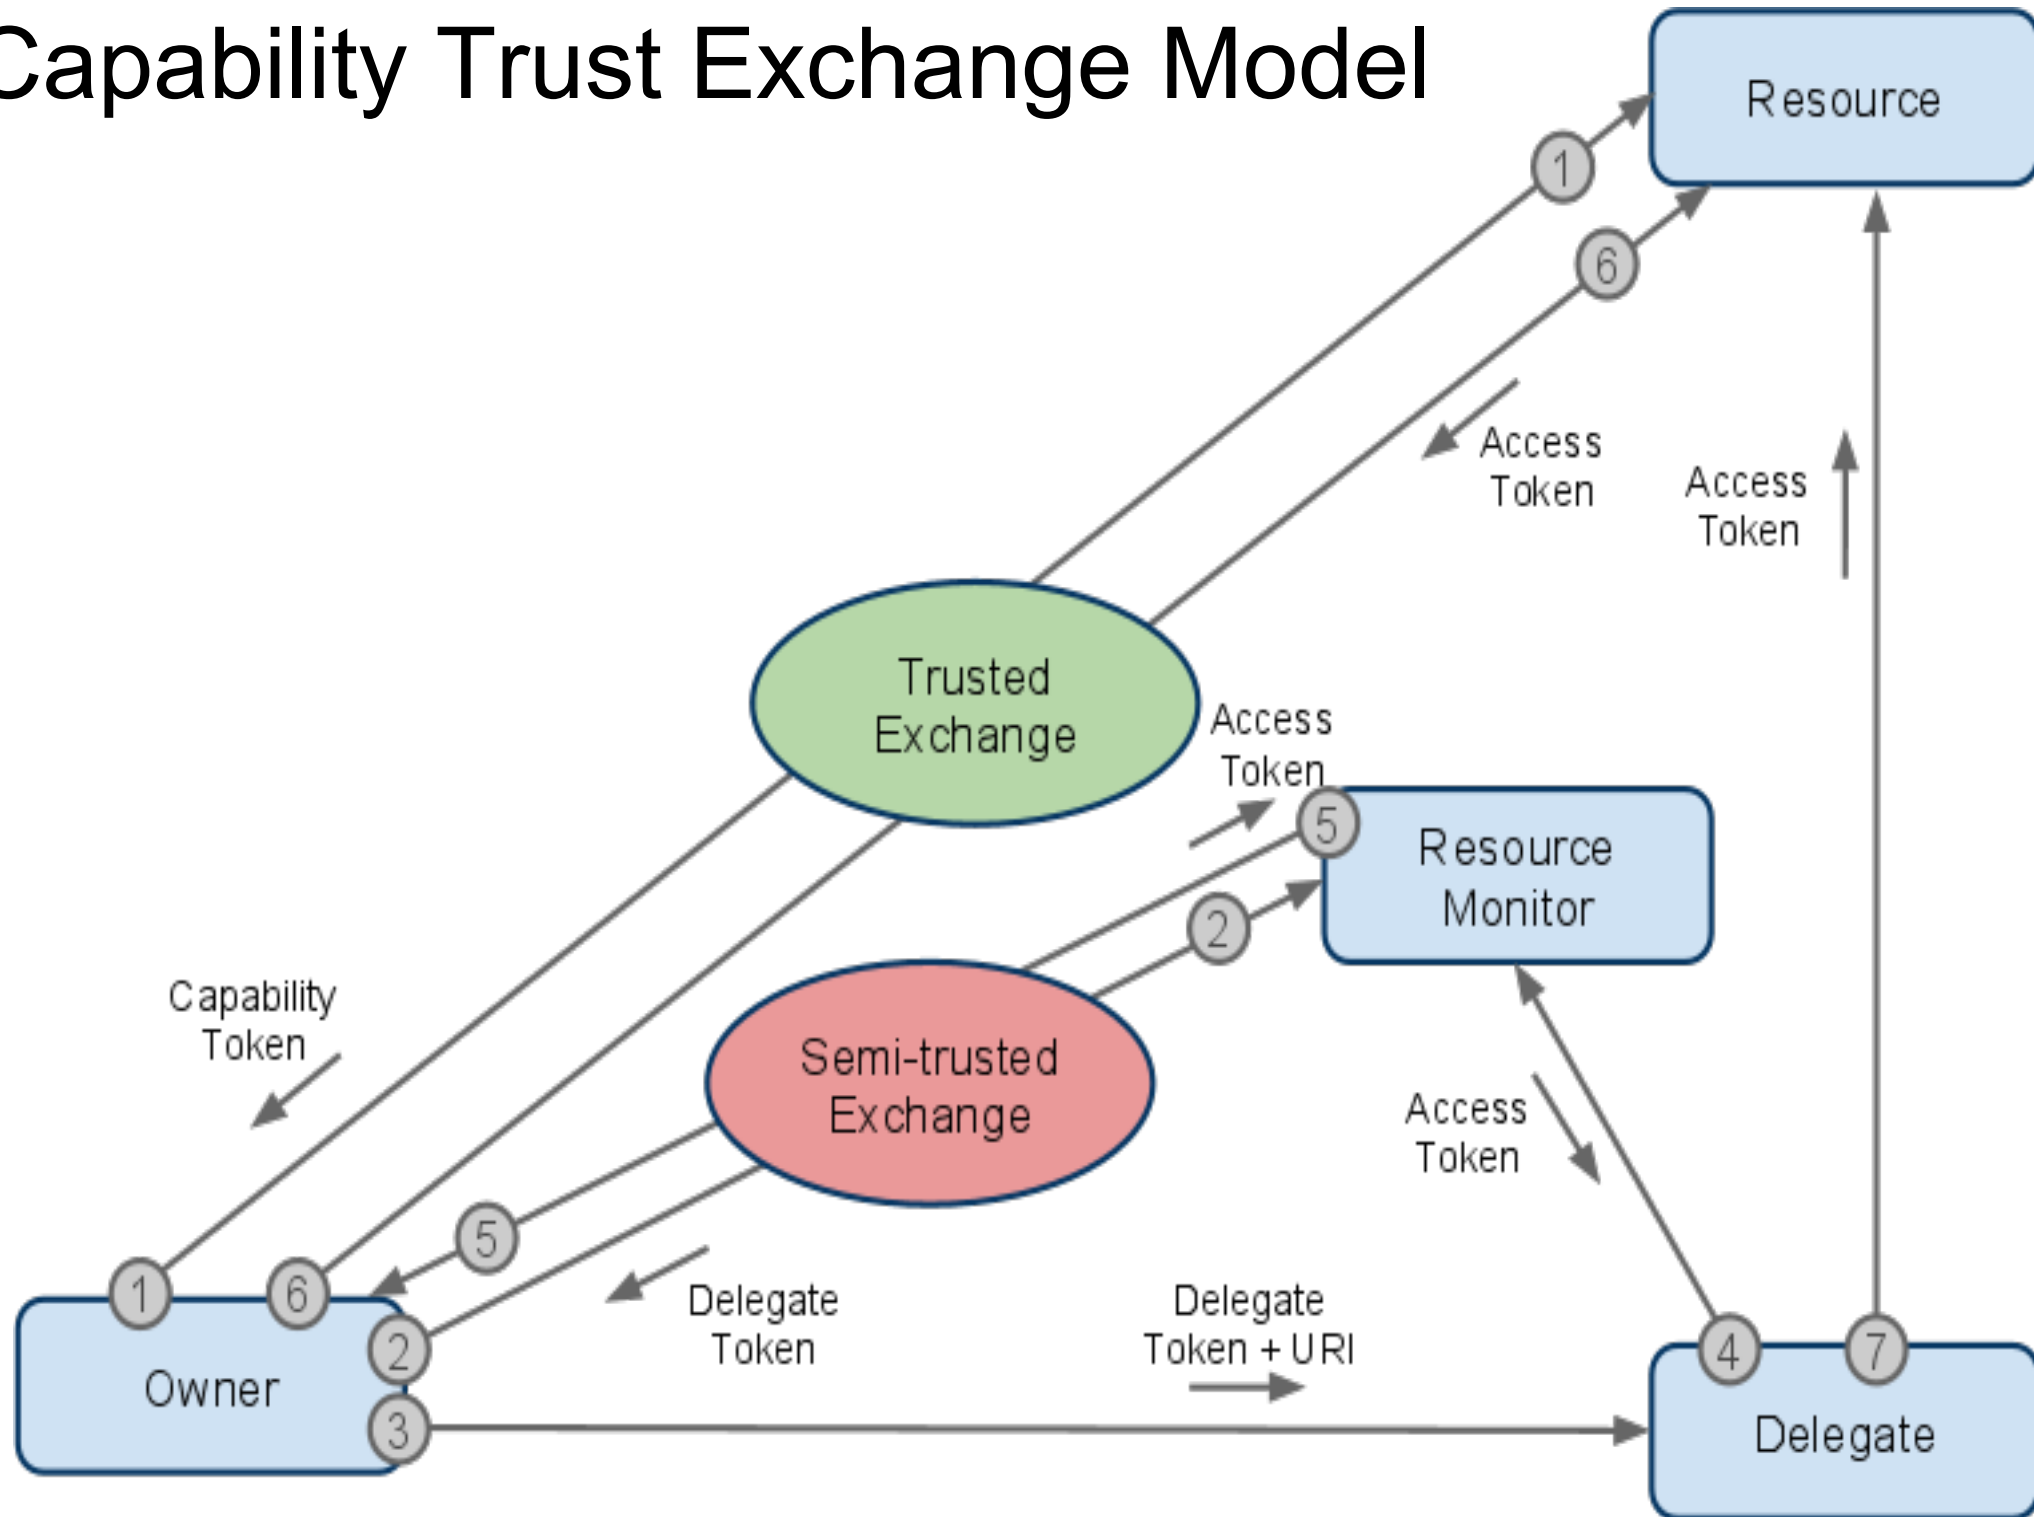 Capability Trust Exchange Model
Resource
1
6
Access
Token
Access
Token
Trusted
Exchange
Access
Token
5
Resource
Monitor
2
Capability
Token
Semi-trusted
Exchange
Access
Token
5
Delegate
Token
Delegate
Token + URI
1
6
2
3
Owner
4
7
Delegate